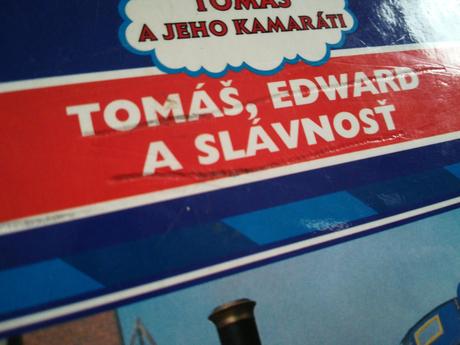 TOMÁŠ
A JEHO KAMARÁTI
TOMÁŠ, EDWARD
A SLÁVNOSŤ